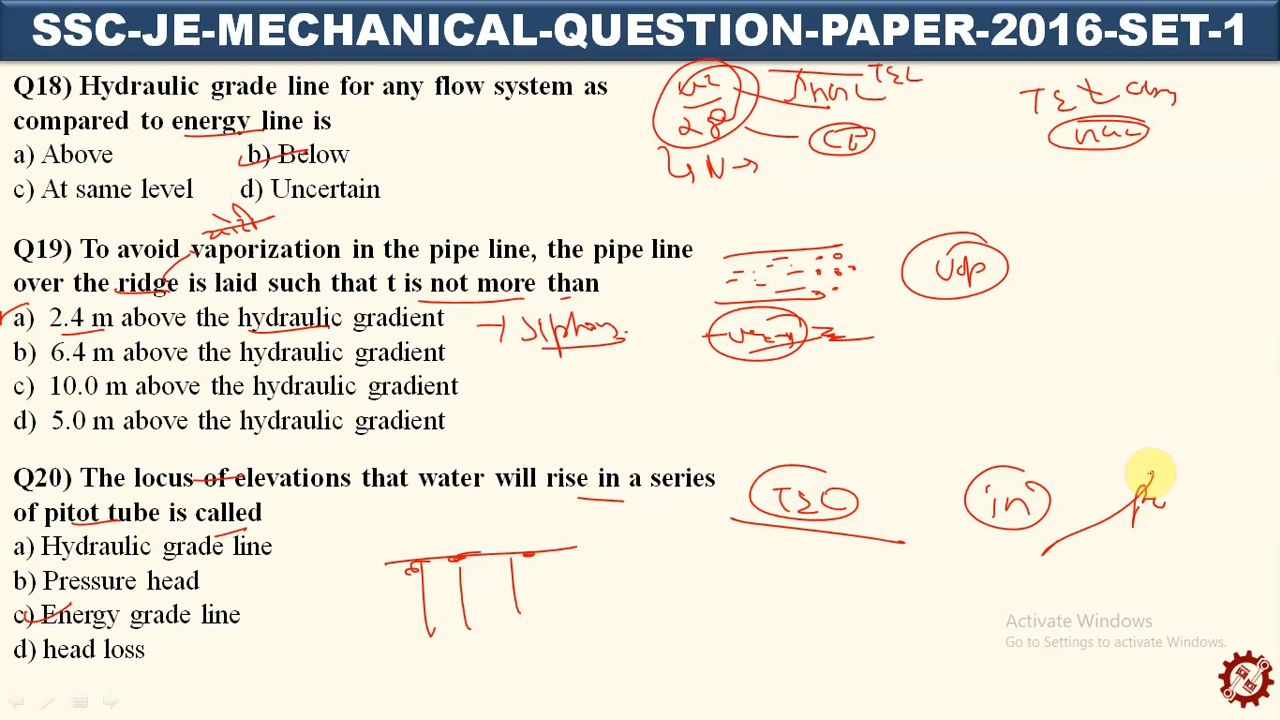 SSC-JE-MECHANICAL-QUESTION-PAPER-2016-SET-1
Q18) Hydraulic grade line for any flow system as
compared to energy line is
a) Above b) Below
c) At same level d) Uncertain
Q19) To avoid vaporization in the pipe line, the pipe line
over the ridge is laid such that t is not more than
a) 2.4 m above the hydraulic gradient
b) 6.4 m above the hydraulic gradient
c) 10.0 m above the hydraulic gradient
d) 5.0 m above the hydraulic gradient
Q20) The locus of elevations that water will rise in a series
of pitot tube is called
a) Hydraulic grade line
b) Pressure head
c) Energy grade line
d) head loss
TEL
Vap
Activate Windows
Go to Settings to activate Windows.